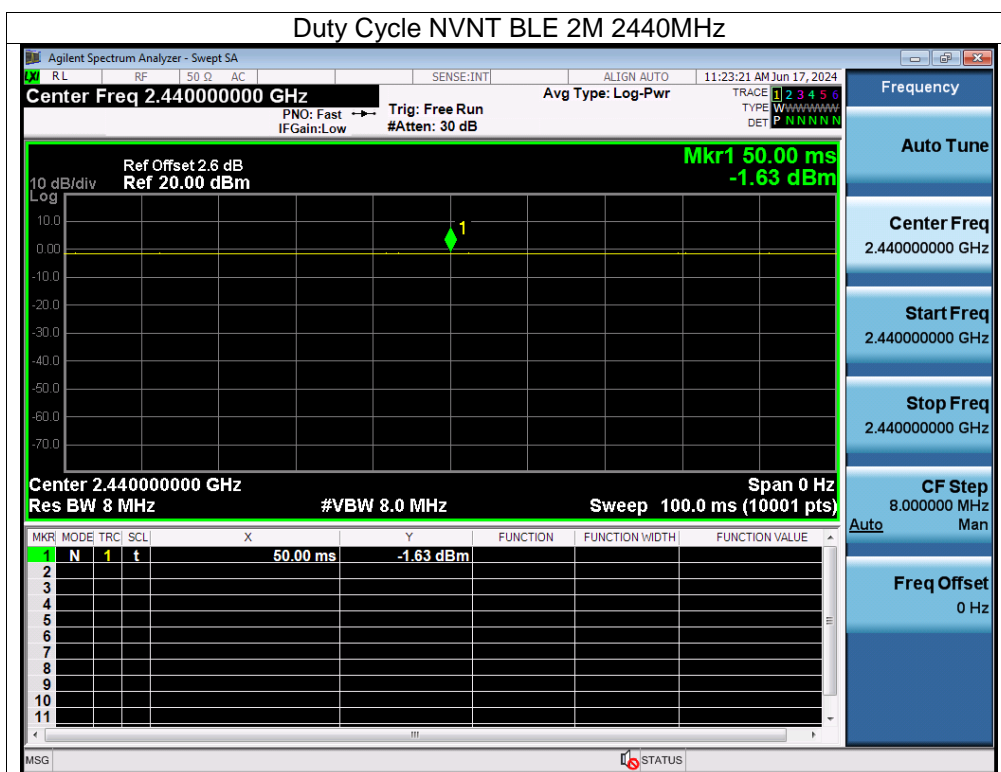 Duty Cycle NVNT BLE 2M 2440MHz
Agilent Spectrum Analyzer - Swept SA
LXI RL RF 50 Ω AC SENSE:INT ALIGN AUTO 11:23:21 AM Jun 17, 2024
Center Freq 2.440000000 GHz
PNO: Fast
IFGain:Low
Trig: Free Run
#Atten: 30 dB
Avg Type: Log-Pwr
TRACE 1 2 3 4 5 6
TYPE WWWWWWW
DET P N N N N N
Mkr1 50.00 ms
-1.63 dBm
Ref Offset 2.6 dB
10 dB/div Ref 20.00 dBm
Log
10.0
0.00
-10.0
-20.0
-30.0
-40.0
-50.0
-60.0
-70.0
1
Center 2.440000000 GHz Span 0 Hz
Res BW 8 MHz #VBW 8.0 MHz Sweep 100.0 ms (10001 pts)
MKR MODE TRC SCL X Y FUNCTION FUNCTION WIDTH FUNCTION VALUE
1 N 1 t 50.00 ms -1.63 dBm
2
3
4
5
6
7
8
9
10
11
MSG STATUS
Frequency
Auto Tune
Center Freq
2.440000000 GHz
Start Freq
2.440000000 GHz
Stop Freq
2.440000000 GHz
CF Step
8.000000 MHz
Auto Man
Freq Offset
0 Hz